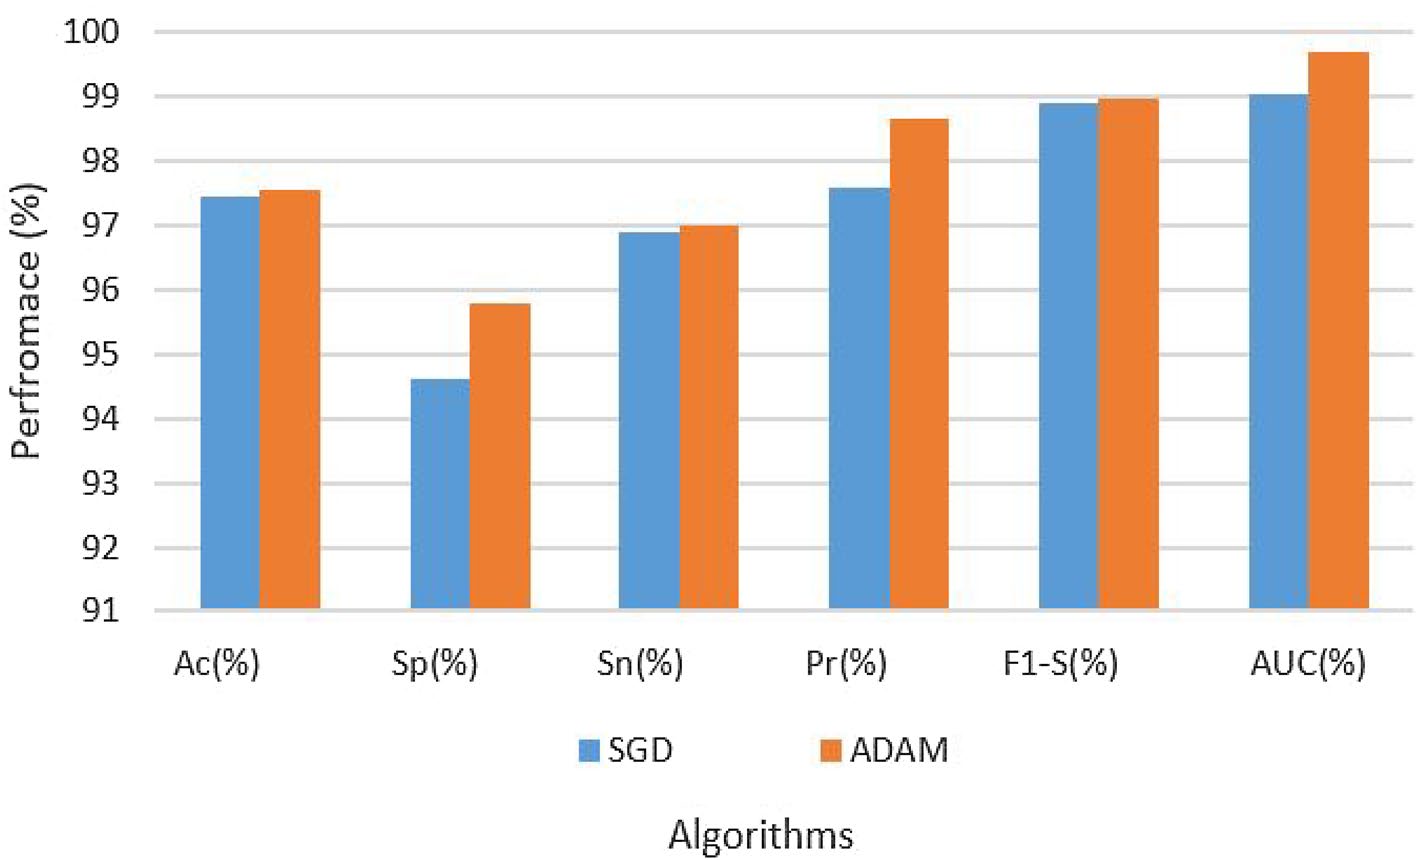 Perfromace (%)
100
99
98
97
96
95
94
93
92
91
Ac(%) Sp(%) Sn(%) Pr(%) F1-S(%) AUC(%)
SGD ADAM
Algorithms